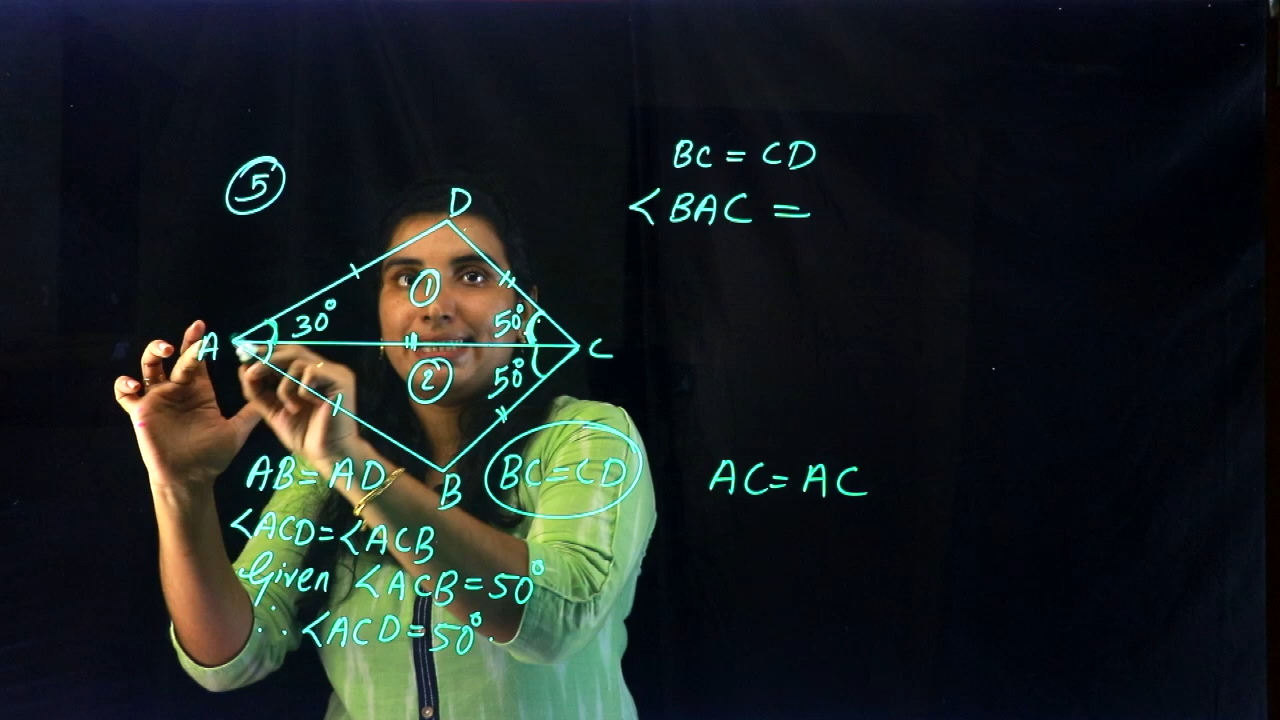 5
BC = CD
<BAC =
D
1
30°
50°
A
C
2
50°
B
AB = AD
BC = CD
AC = AC
<ACD = <ACB
Given <ACB = 50°
∴ <ACD = 50°.